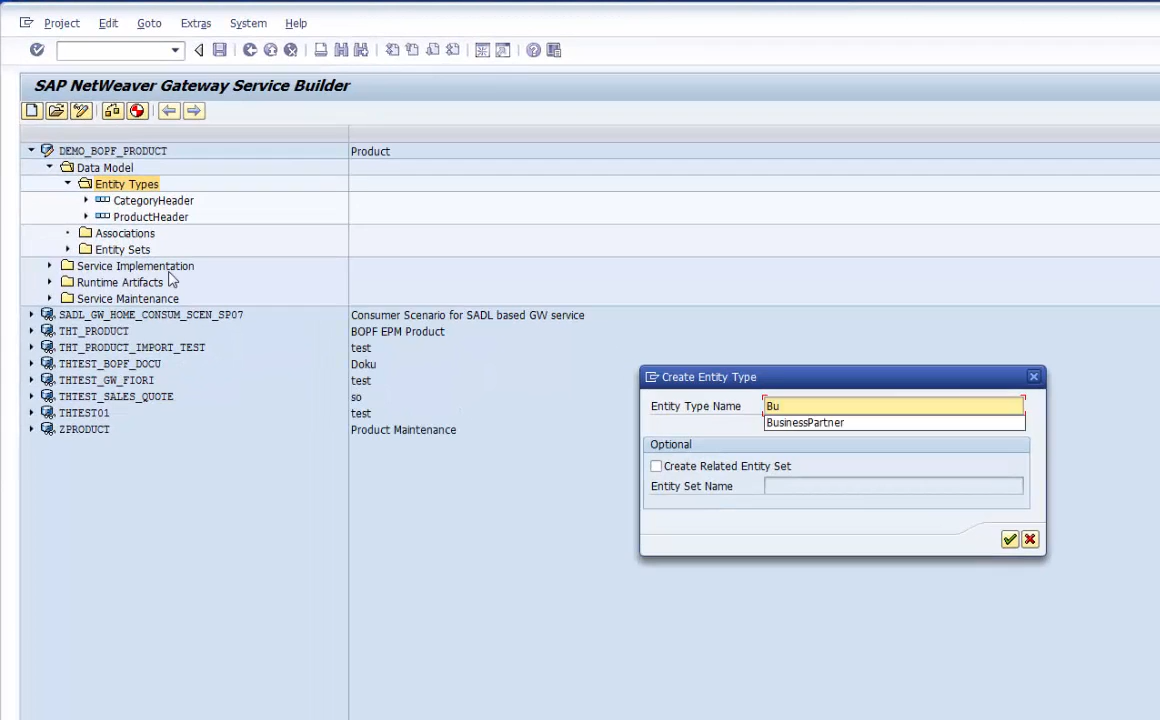 Project Edit Goto Extras System Help
SAP NetWeaver Gateway Service Builder
DEMO_BOPF_PRODUCT Product
Data Model
Entity Types
CategoryHeader
ProductHeader
Associations
Entity Sets
Service Implementation
Runtime Artifacts
Service Maintenance
SADL_GW_HOME_CONSUM_SCEN_SP07 Consumer Scenario for SADL based GW service
THT_PRODUCT BOPF EPM Product
THT_PRODUCT_IMPORT_TEST test
THTEST_BOPF_DOCU Doku
THTEST_GW_FIORI test
THTEST_SALES_QUOTE so
THTEST01 test
ZPRODUCT Product Maintenance
Create Entity Type
Entity Type Name Bu
BusinessPartner
Optional
Create Related Entity Set
Entity Set Name